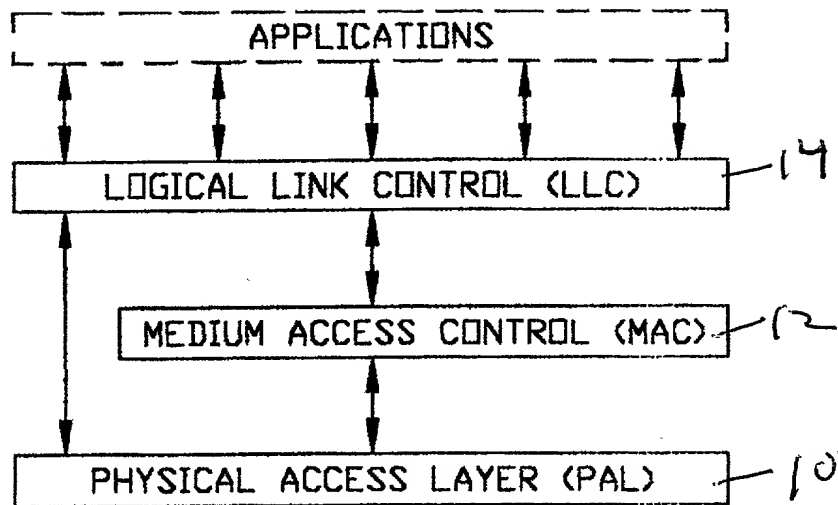 APPLICATIONS
LOGICAL LINK CONTROL (LLC)
14
MEDIUM ACCESS CONTROL (MAC)
12
PHYSICAL ACCESS LAYER (PAL)
10